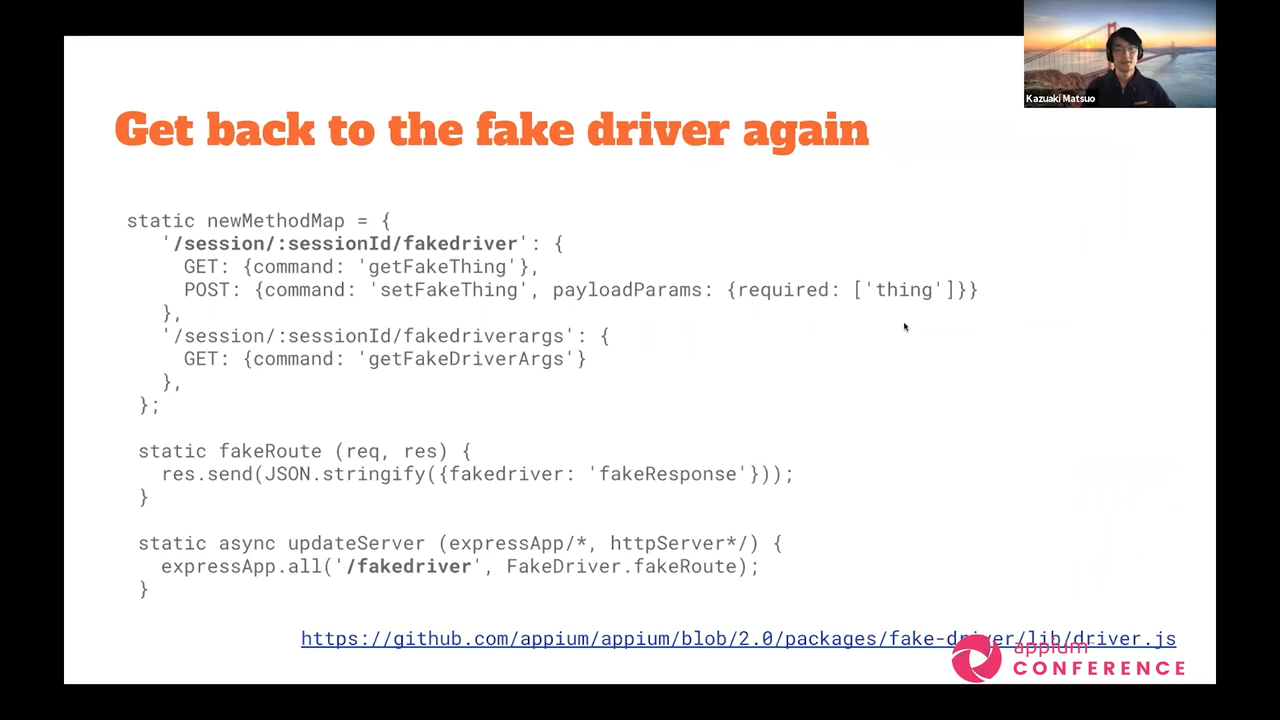 Kazuaki Matsuo
Get back to the fake driver again
static newMethodMap = {
'/session/:sessionId/fakedriver': {
GET: {command: 'getFakeThing'},
POST: {command: 'setFakeThing', payloadParams: {required: ['thing']}}
},
'/session/:sessionId/fakedriverargs': {
GET: {command: 'getFakeDriverArgs'}
},
};
static fakeRoute (req, res) {
res.send(JSON.stringify({fakedriver: 'fakeResponse'}));
}
static async updateServer (expressApp/*, httpServer*/) {
expressApp.all('/fakedriver', FakeDriver.fakeRoute);
}
https://github.com/appium/appium/blob/2.0/packages/fake-driver/lib/driver.js
appium
CONFERENCE